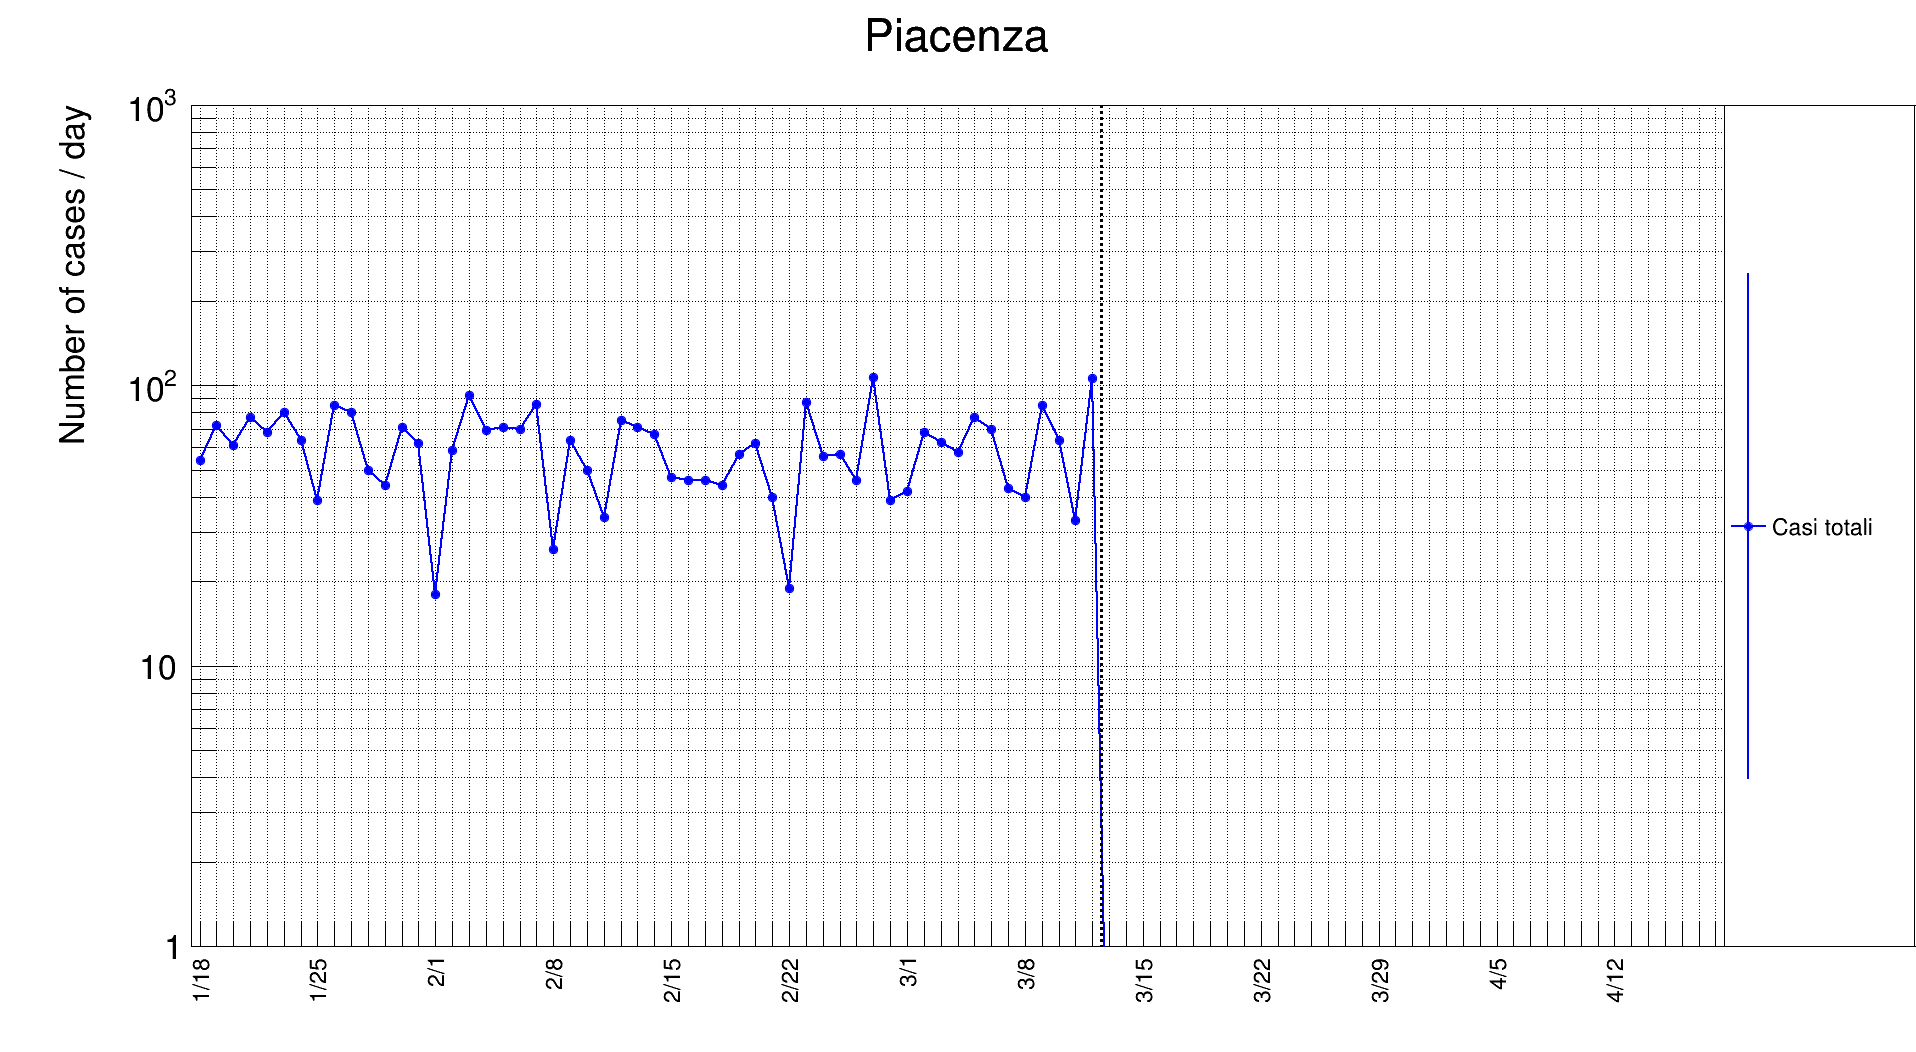 Piacenza
Number of cases / day
10³
10²
10
1
1/18 1/25 2/1 2/8 2/15 2/22 3/1 3/8 3/15 3/22 3/29 4/5 4/12
Casi totali